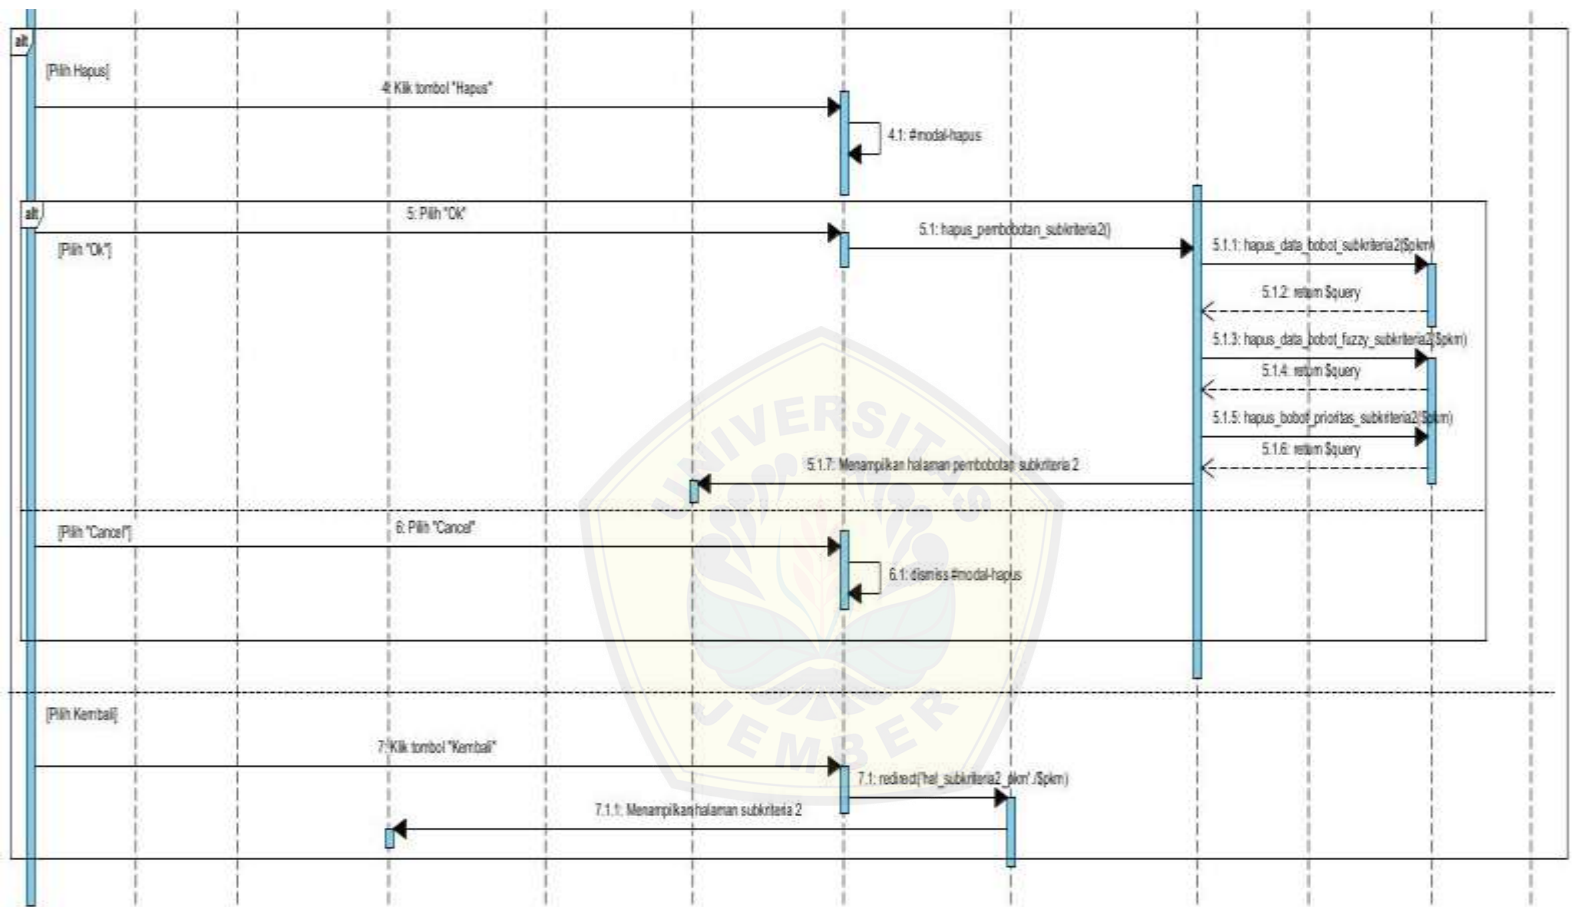 alt
[Pilih Hapus]
4: Klik tombol "Hapus"
4.1: #modal-hapus
alt
5: Pilih "Ok"
[Pilih "Ok"]
5.1: hapus_pembobotan_subkriteria2()
5.1.1: hapus_data_bobot_subkriteria2($pkm)
5.1.2: return $query
5.1.3: hapus_data_bobot_fuzzy_subkriteria2($pkm)
5.1.4: return $query
5.1.5: hapus_bobot_prioritas_subkriteria2($pkm)
5.1.6: return $query
5.1.7: Menampilkan halaman pembobotan subkriteria 2
[Pilih "Cancel"]
6: Pilih "Cancel"
6.1: dismiss #modal-hapus
[Pilih Kembali]
7: Klik tombol "Kembali"
7.1: redirect('hal_subkriteria2_pkm'./$pkm)
7.1.1: Menampilkan halaman subkriteria 2
UNIVERSITAS
JEMBER